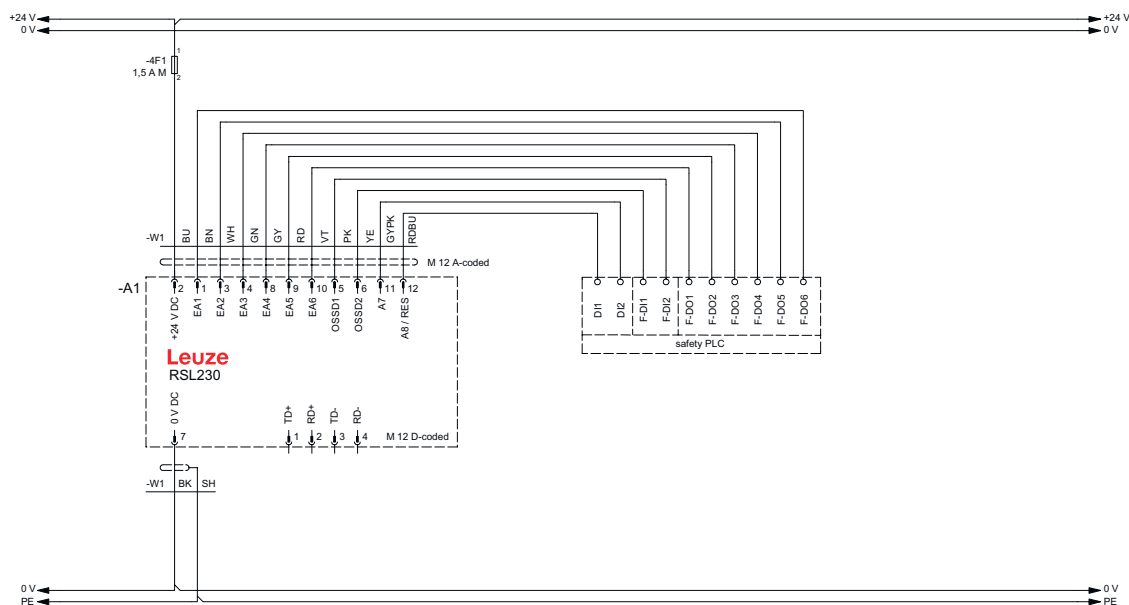 +24 V
+24 V
0 V
0 V
-4F1
1,5 A M
1
2
-W1
BU
BN
WH
GN
GY
RD
VT
PK
YE
GYPK
RDBU
M 12 A-coded
-A1
2
1
3
4
8
9
10
5
6
11
12
+24 V DC
EA1
EA2
EA3
EA4
EA5
EA6
OSSD1
OSSD2
A7
A8 / RES
DI1
DI2
F-DI1
F-DI2
F-DO1
F-DO2
F-DO3
F-DO4
F-DO5
F-DO6
safety PLC
Leuze
RSL230
0 V DC
TD+
RD+
TD-
RD-
7
1
2
3
4
M 12 D-coded
-W1
BK
SH
0 V
0 V
PE
PE